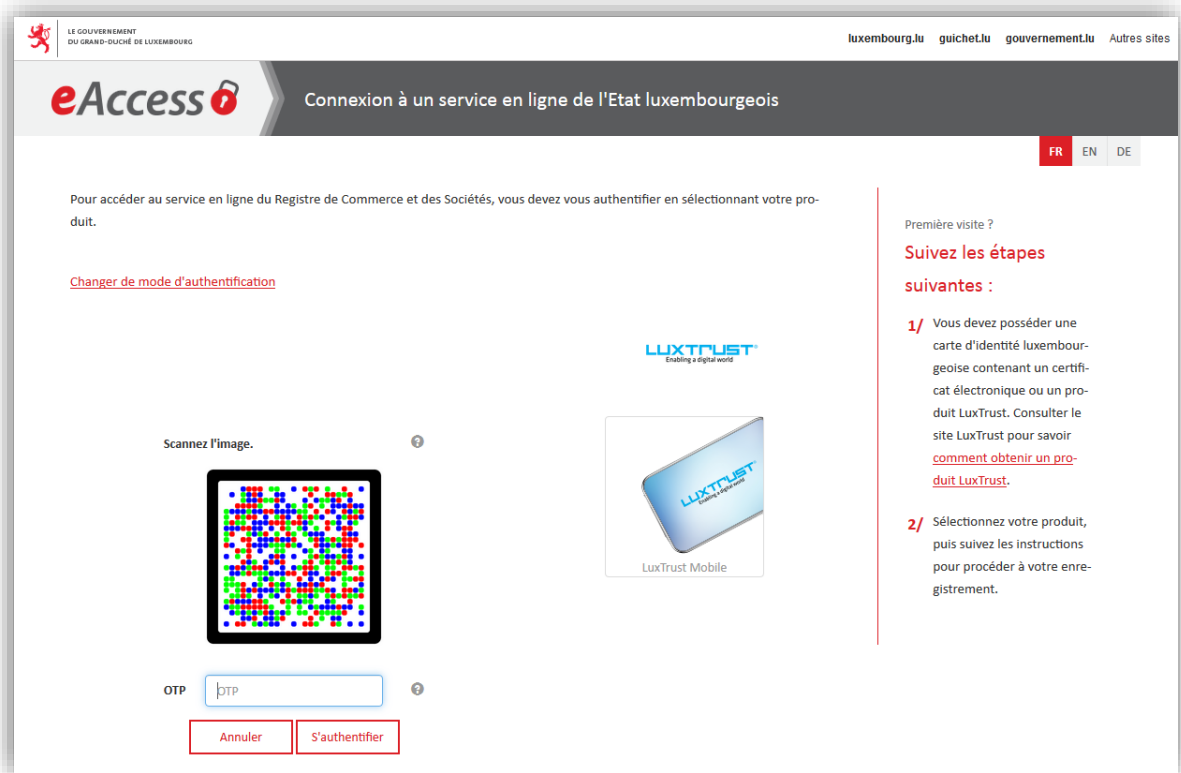 LE GOUVERNEMENT
DU GRAND-DUCHÉ DE LUXEMBOURG
luxembourg.lu guichet.lu gouvernement.lu Autres sites
eAccess
Connexion à un service en ligne de l'Etat luxembourgeois
FR EN DE
Pour accéder au service en ligne du Registre de Commerce et des Sociétés, vous devez vous authentifier en sélectionnant votre pro-
duit.
Changer de mode d'authentification
LUXTRUST
Enabling a digital world
Scannez l'image. ?
LUXTRUST
Enabling a digital world
LuxTrust Mobile
OTP OTP ?
Annuler S'authentifier
Première visite ?
Suivez les étapes
suivantes :
1/ Vous devez posséder une
carte d'identité luxembour-
geoise contenant un certifi-
cat électronique ou un pro-
duit LuxTrust. Consulter le
site LuxTrust pour savoir
comment obtenir un pro-
duit LuxTrust.
2/ Sélectionnez votre produit,
puis suivez les instructions
pour procéder à votre enre-
gistrement.